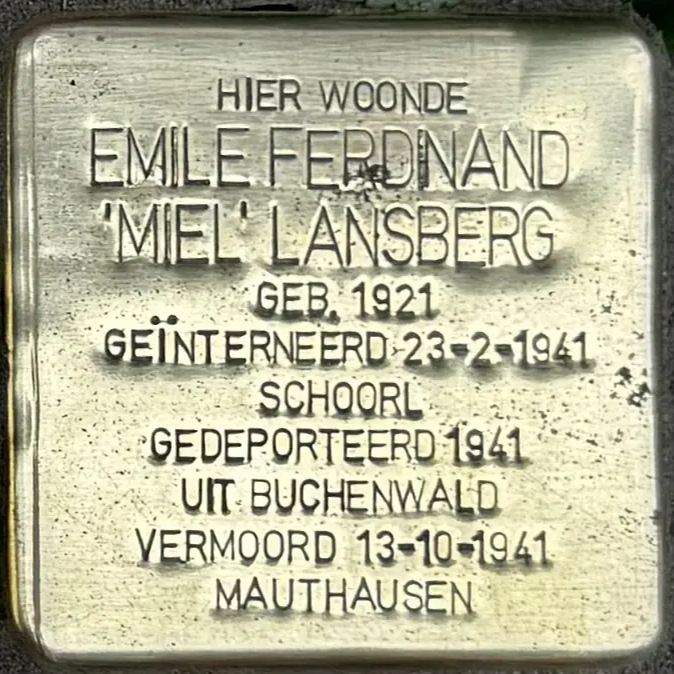 HIER WOONDE
EMILE FERDINAND
'MIEL' LANSBERG
GEB. 1921
GEÏNTERNEERD 23-2-1941
SCHOORL
GEDEPORTEERD 1941
UIT BUCHENWALD
VERMOORD 13-10-1941
MAUTHAUSEN